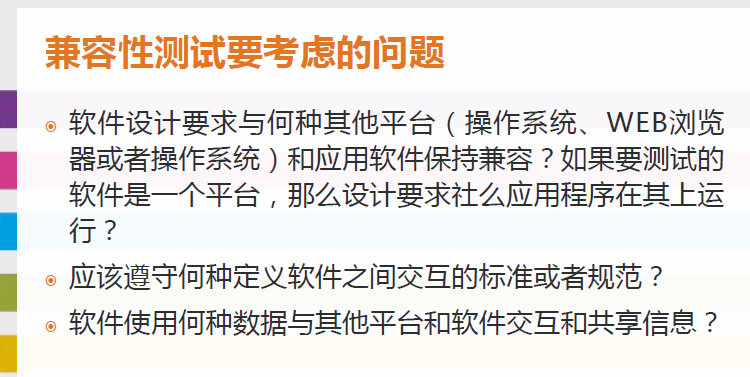 兼容性测试要考虑的问题
软件设计要求与何种其他平台（操作系统、WEB浏览
器或者操作系统）和应用软件保持兼容？如果要测试的
软件是一个平台，那么设计要求社么应用程序在其上运
行？
应该遵守何种定义软件之间交互的标准或者规范？
软件使用何种数据与其他平台和软件交互和共享信息？